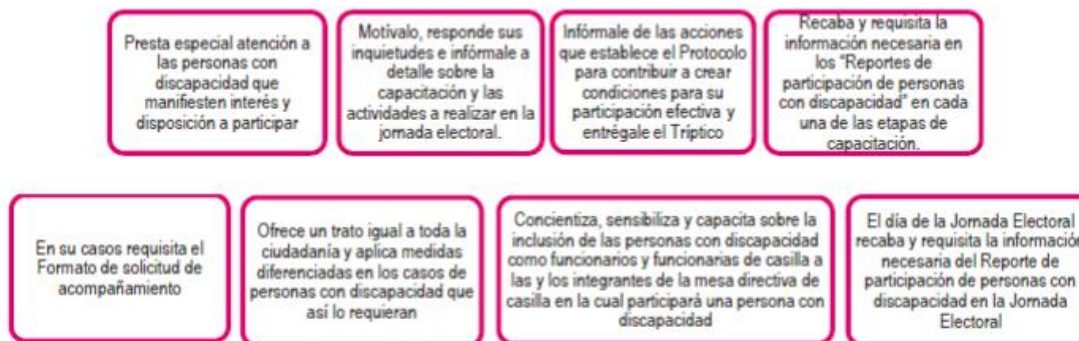 Presta especial atención a
las personas con
discapacidad que
manifiesten interés y
disposición a participar
Motívalo, responde sus
inquietudes e infórmale a
detalle sobre la
capacitación y las
actividades a realizar en la
jornada electoral.
Infórmale de las acciones
que establece el Protocolo
para contribuir a crear
condiciones para su
participación efectiva y
entrégale el Tríptico
Recaba y requisita la
información necesaria en
los "Reportes de
participación de personas
con discapacidad" en cada
una de las etapas de
capacitación.
En su casos requisita el
Formato de solicitud de
acompañamiento
Ofrece un trato igual a toda la
ciudadanía y aplica medidas
diferenciadas en los casos de
personas con discapacidad que
así lo requieran
Concientiza, sensibiliza y capacita sobre la
inclusión de las personas con discapacidad
como funcionarios y funcionarias de casilla a
las y los integrantes de la mesa directiva de
casilla en la cual participará una persona con
discapacidad
El día de la Jornada Electoral
recaba y requisita la información
necesaria del Reporte de
participación de personas con
discapacidad en la Jornada
Electoral